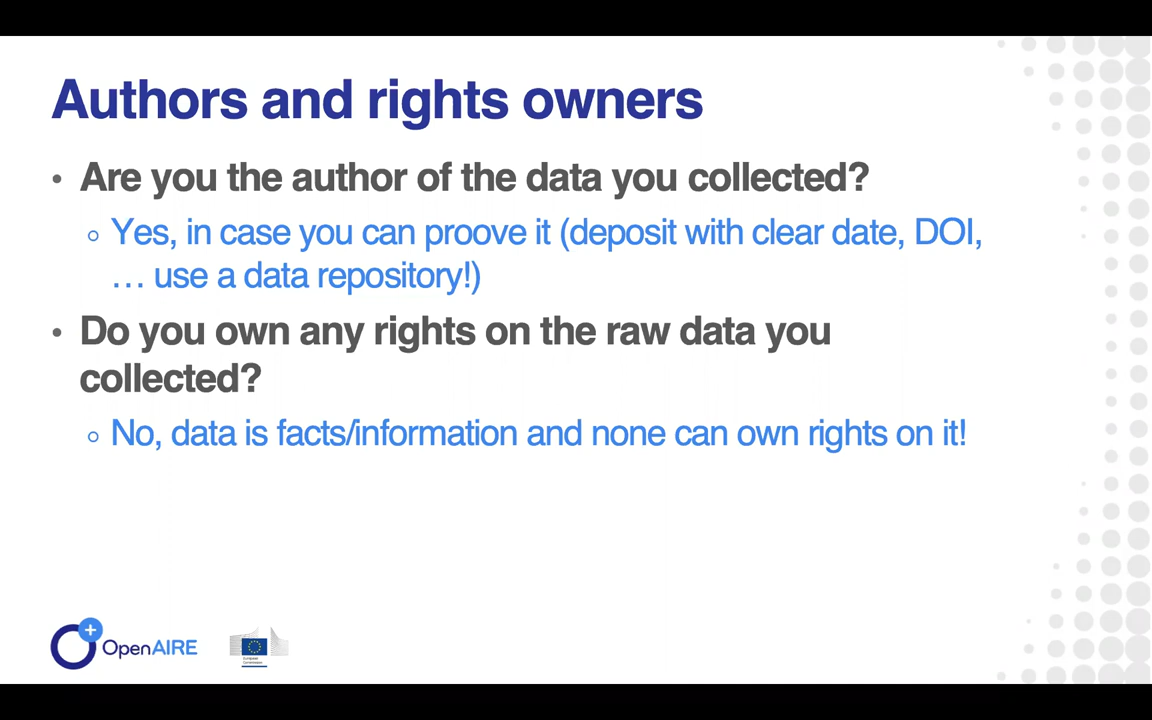 Authors and rights owners
• Are you the author of the data you collected?
○ Yes, in case you can proove it (deposit with clear date, DOI,
… use a data repository!)
• Do you own any rights on the raw data you
collected?
○ No, data is facts/information and none can own rights on it!
OpenAIRE
European
Commission